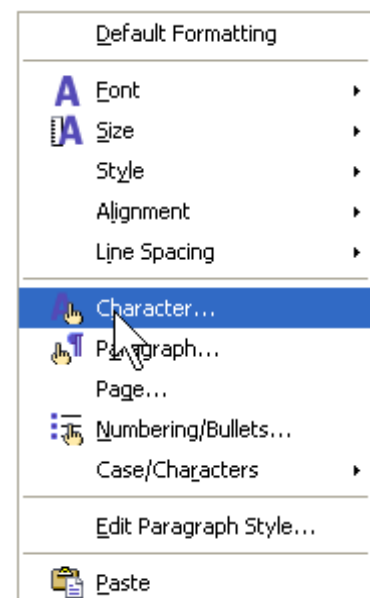 Default Formatting
Font
Size
Style
Alignment
Line Spacing
Character...
Paragraph...
Page...
Numbering/Bullets...
Case/Characters
Edit Paragraph Style...
Paste